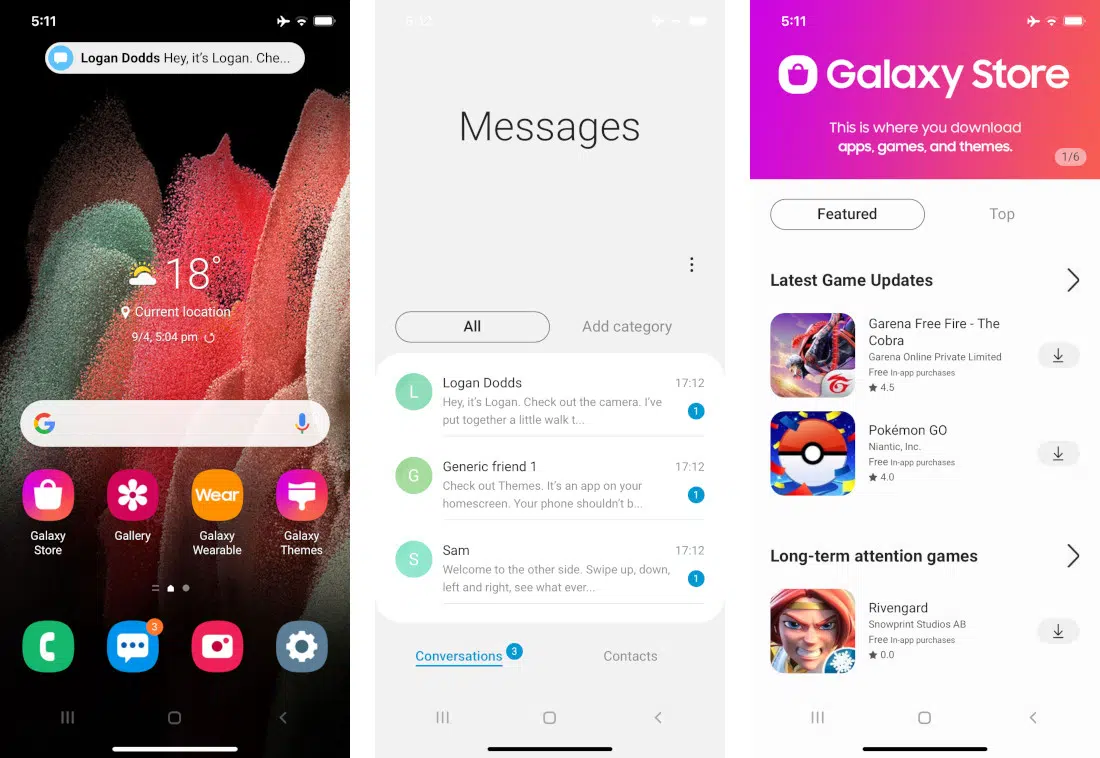 5:11
Logan Dodds Hey, it's Logan. Che...
18°
Current location
9/4, 5:04 pm
Wear
Galaxy
Store
Gallery
Galaxy
Wearable
Galaxy
Themes
3
5:12
Messages
All
Add category
L
Logan Dodds
17:12
Hey, it's Logan. Check out the camera. I've
put together a little walk t...
1
G
Generic friend 1
17:12
Check out Themes. It's an app on your
homescreen. Your phone shouldn't b...
1
S
Sam
17:12
Welcome to the other side. Swipe up, down,
left and right, see what ever...
1
Conversations
3
Contacts
5:11
Galaxy Store
This is where you download
apps, games, and themes.
1/6
Featured
Top
Latest Game Updates
Garena Free Fire - The
Cobra
Garena Online Private Limited
Free In-app purchases
4.5
Pokémon GO
Niantic, Inc.
Free In-app purchases
4.0
Long-term attention games
Rivengard
Snowprint Studios AB
Free In-app purchases
0.0